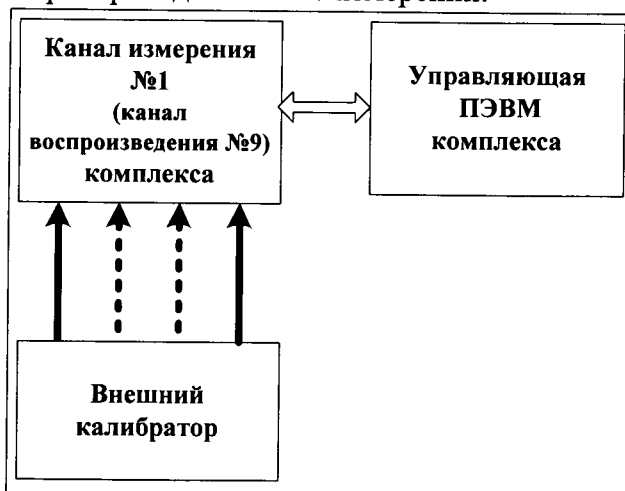 Канал измерения
№1
(канал
воспроизведения №9)
комплекса
Управляющая
ПЭВМ
комплекса
Внешний
калибратор